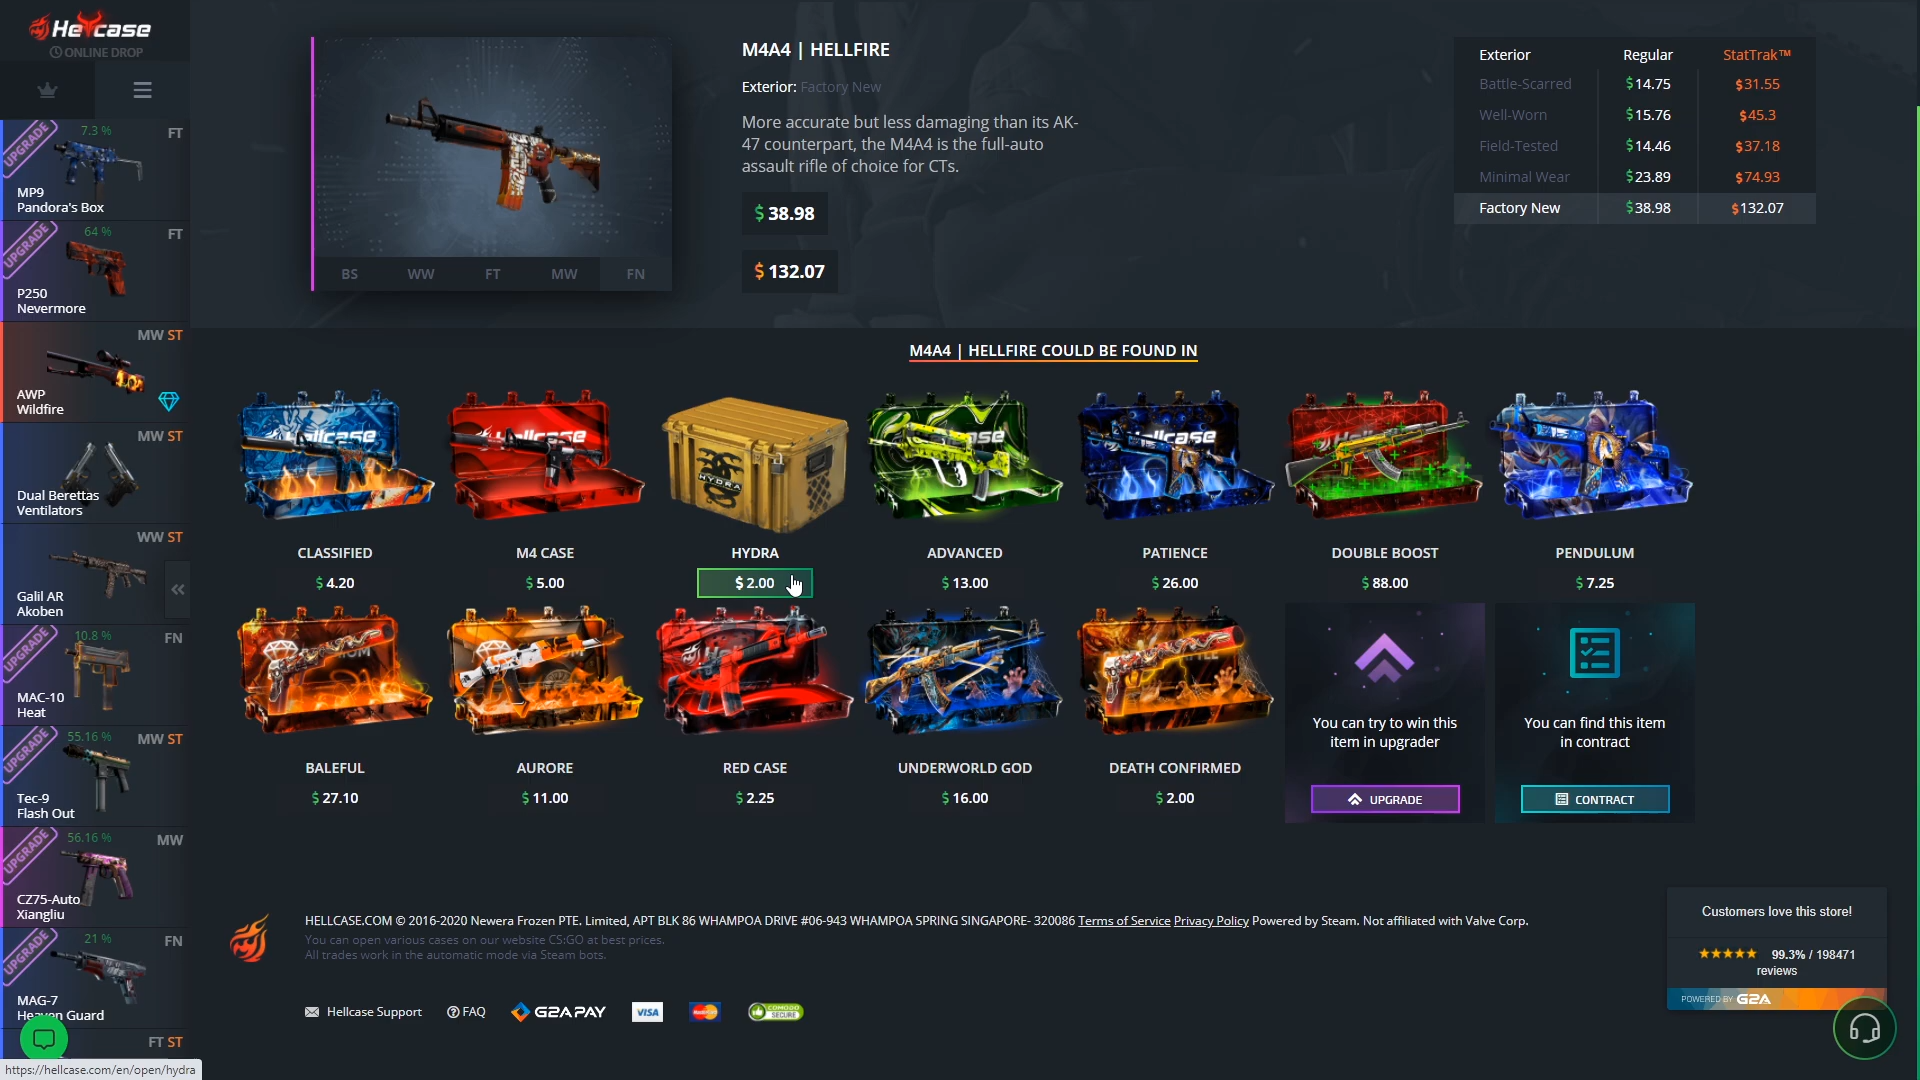 Hellcase
ONLINE DROP
UPGRADE
7.3 %
FT
MP9
Pandora's Box
UPGRADE
64 %
FT
P250
Nevermore
MW ST
AWP
Wildfire
MW ST
Dual Berettas
Ventilators
WW ST
Galil AR
Akoben
UPGRADE
10.8 %
FN
MAC-10
Heat
UPGRADE
55.16 %
MW ST
Tec-9
Flash Out
UPGRADE
56.16 %
MW
CZ75-Auto
Xiangliu
UPGRADE
21 %
FN
MAG-7
Heaven Guard
FT ST
https://hellcase.com/en/open/hydra
BS WW FT MW FN
M4A4 | HELLFIRE
Exterior: Factory New
More accurate but less damaging than its AK-
47 counterpart, the M4A4 is the full-auto
assault rifle of choice for CTs.
$ 38.98
$ 132.07
Exterior Regular StatTrak™
Battle-Scarred $14.75 $31.55
Well-Worn $15.76 $45.3
Field-Tested $14.46 $37.18
Minimal Wear $23.89 $74.93
Factory New $38.98 $132.07
M4A4 | HELLFIRE COULD BE FOUND IN
HYDRA
CLASSIFIED M4 CASE HYDRA ADVANCED PATIENCE DOUBLE BOOST PENDULUM
$ 4.20 $ 5.00 $ 2.00 $ 13.00 $ 26.00 $ 88.00 $ 7.25
You can try to win this
item in upgrader
UPGRADE
You can find this item
in contract
CONTRACT
BALEFUL AURORE RED CASE UNDERWORLD GOD DEATH CONFIRMED
$ 27.10 $ 11.00 $ 2.25 $ 16.00 $ 2.00
HELLCASE.COM © 2016-2020 Newera Frozen PTE. Limited, APT BLK 86 WHAMPOA DRIVE #06-943 WHAMPOA SPRING SINGAPORE- 320086 Terms of Service Privacy Policy Powered by Steam. Not affiliated with Valve Corp.
You can open various cases on our website CS:GO at best prices.
All trades work in the automatic mode via Steam bots.
Hellcase Support FAQ G2A PAY VISA MasterCard COMODO SECURE
Customers love this store!
99.3% / 198471
reviews
POWERED BY G2A